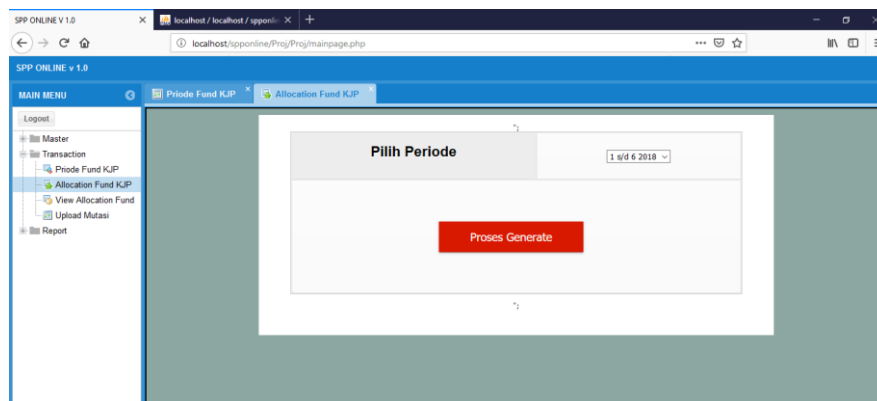 SPP ONLINE V 1.0
localhost / localhost / spponlin
localhost/spponline/Proj/Proj/mainpage.php
SPP ONLINE v 1.0
MAIN MENU
Priode Fund KJP
Allocation Fund KJP
Logout
Master
Transaction
Priode Fund KJP
Allocation Fund KJP
View Allocation Fund
Upload Mutasi
Report
";
Pilih Periode
1 s/d 6 2018
Proses Generate
";